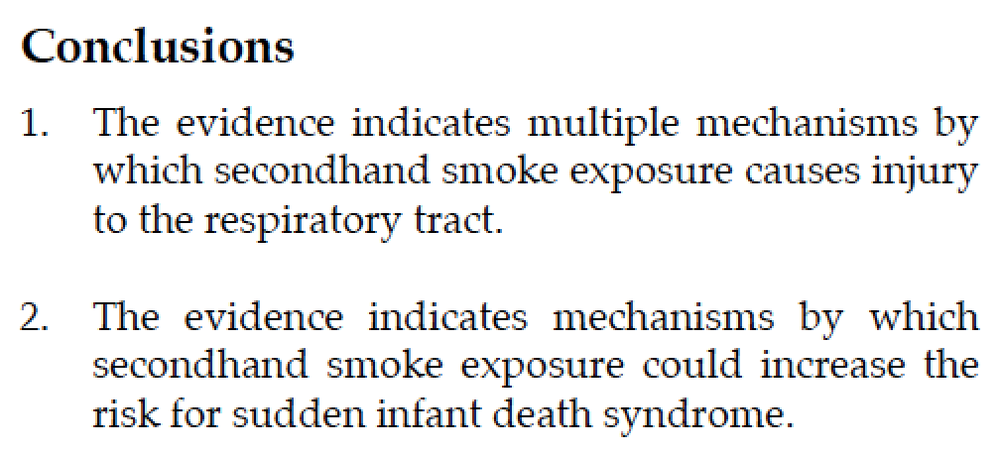 Conclusions
1. The evidence indicates multiple mechanisms by
which secondhand smoke exposure causes injury
to the respiratory tract.
2. The evidence indicates mechanisms by which
secondhand smoke exposure could increase the
risk for sudden infant death syndrome.